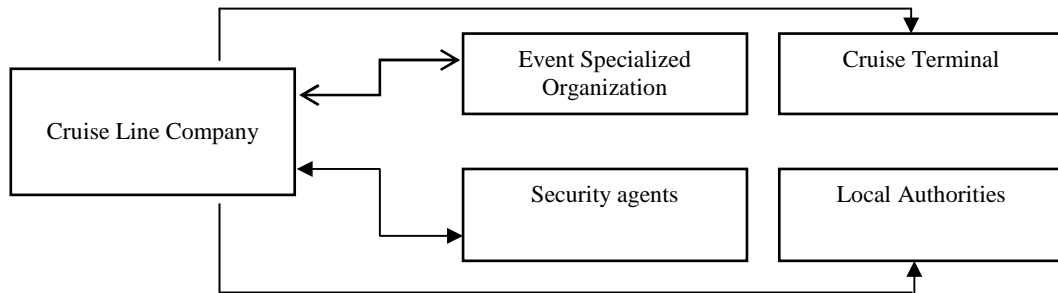 Event Specialized
Organization
Cruise Terminal
Cruise Line Company
Security agents
Local Authorities